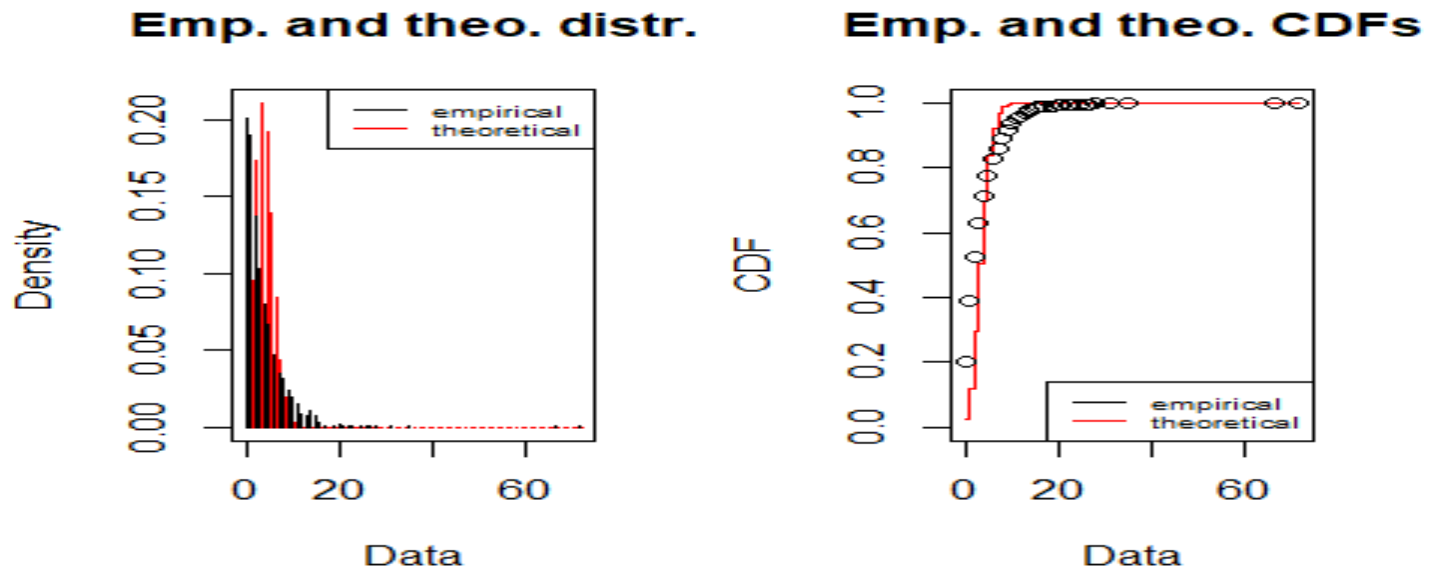 Emp. and theo. distr.
empirical
theoretical
Density
0.00 0.05 0.10 0.15 0.20
0 20 60
Data
Emp. and theo. CDFs
CDF
0.0 0.2 0.4 0.6 0.8 1.0
empirical
theoretical
0 20 60
Data